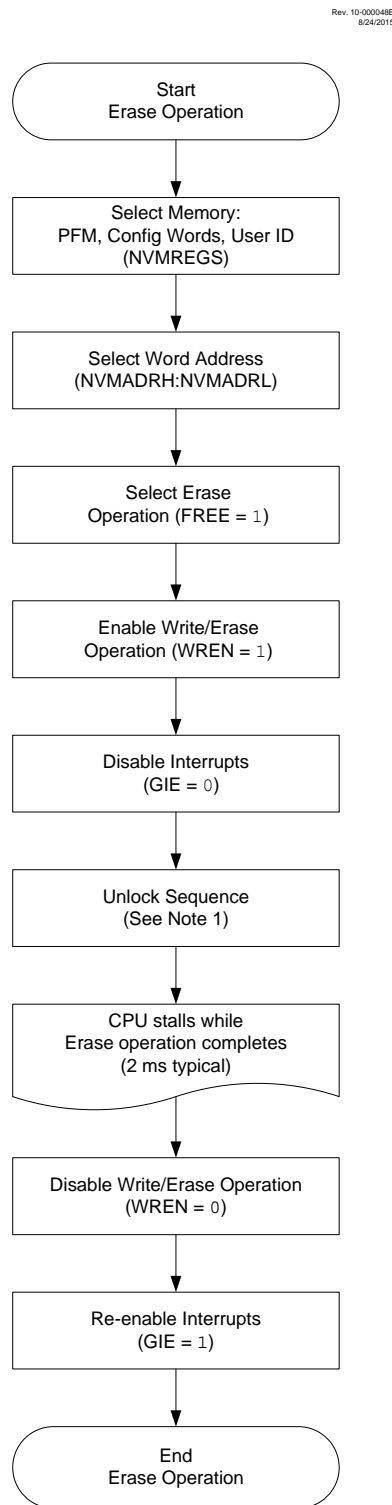 Rev. 10-000048B
8/24/2015
Start
Erase Operation
Select Memory:
PFM, Config Words, User ID
(NVMREGS)
Select Word Address
(NVMADRH:NVMADRL)
Select Erase
Operation (FREE = 1)
Enable Write/Erase
Operation (WREN = 1)
Disable Interrupts
(GIE = 0)
Unlock Sequence
(See Note 1)
CPU stalls while
Erase operation completes
(2 ms typical)
Disable Write/Erase Operation
(WREN = 0)
Re-enable Interrupts
(GIE = 1)
End
Erase Operation